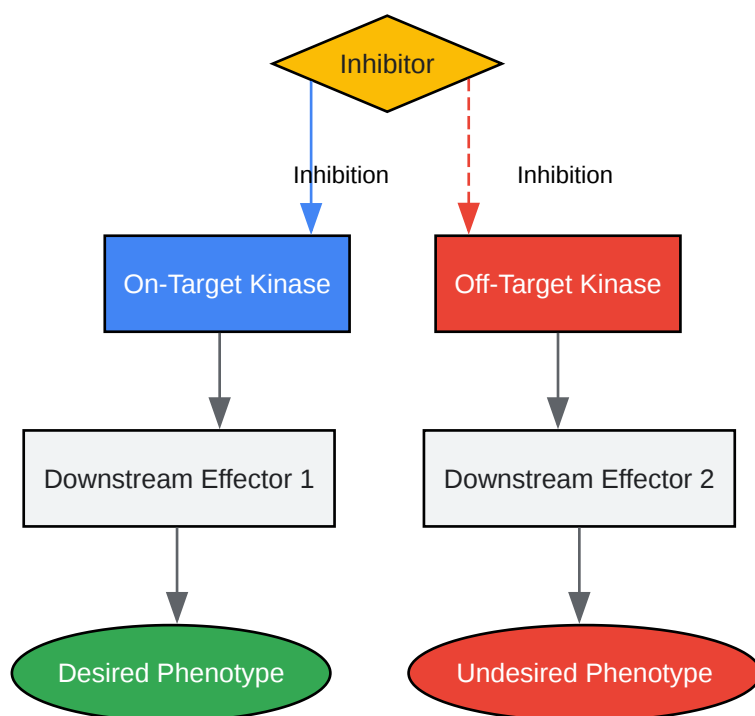 Inhibitor
Inhibition
Inhibition
On-Target Kinase
Off-Target Kinase
Downstream Effector 1
Downstream Effector 2
Desired Phenotype
Undesired Phenotype